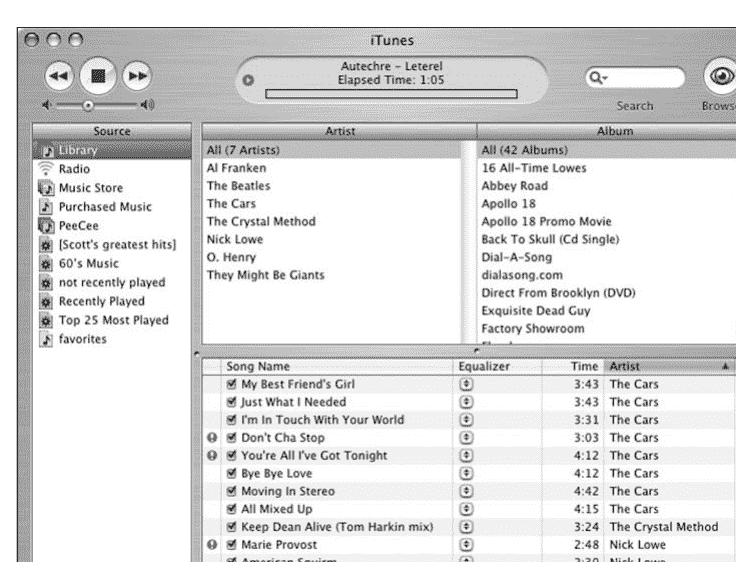 iTunes
Autechre – Leterel
Elapsed Time: 1:05
Search
Brows
Source
Library
Radio
Music Store
Purchased Music
PeeCee
[Scott's greatest hits]
60's Music
not recently played
Recently Played
Top 25 Most Played
favorites
Artist
All (7 Artists)
Al Franken
The Beatles
The Cars
The Crystal Method
Nick Lowe
O. Henry
They Might Be Giants
Album
All (42 Albums)
16 All-Time Lowes
Abbey Road
Apollo 18
Apollo 18 Promo Movie
Back To Skull (Cd Single)
Dial-A-Song
dialasong.com
Direct From Brooklyn (DVD)
Exquisite Dead Guy
Factory Showroom
Song Name Equalizer Time Artist
My Best Friend's Girl 3:43 The Cars
Just What I Needed 3:43 The Cars
I'm In Touch With Your World 3:31 The Cars
Don't Cha Stop 3:03 The Cars
You're All I've Got Tonight 4:12 The Cars
Bye Bye Love 4:12 The Cars
Moving In Stereo 4:42 The Cars
All Mixed Up 4:15 The Cars
Keep Dean Alive (Tom Harkin mix) 3:24 The Crystal Method
Marie Provost 2:48 Nick Lowe
American Squirm Nick Lowe